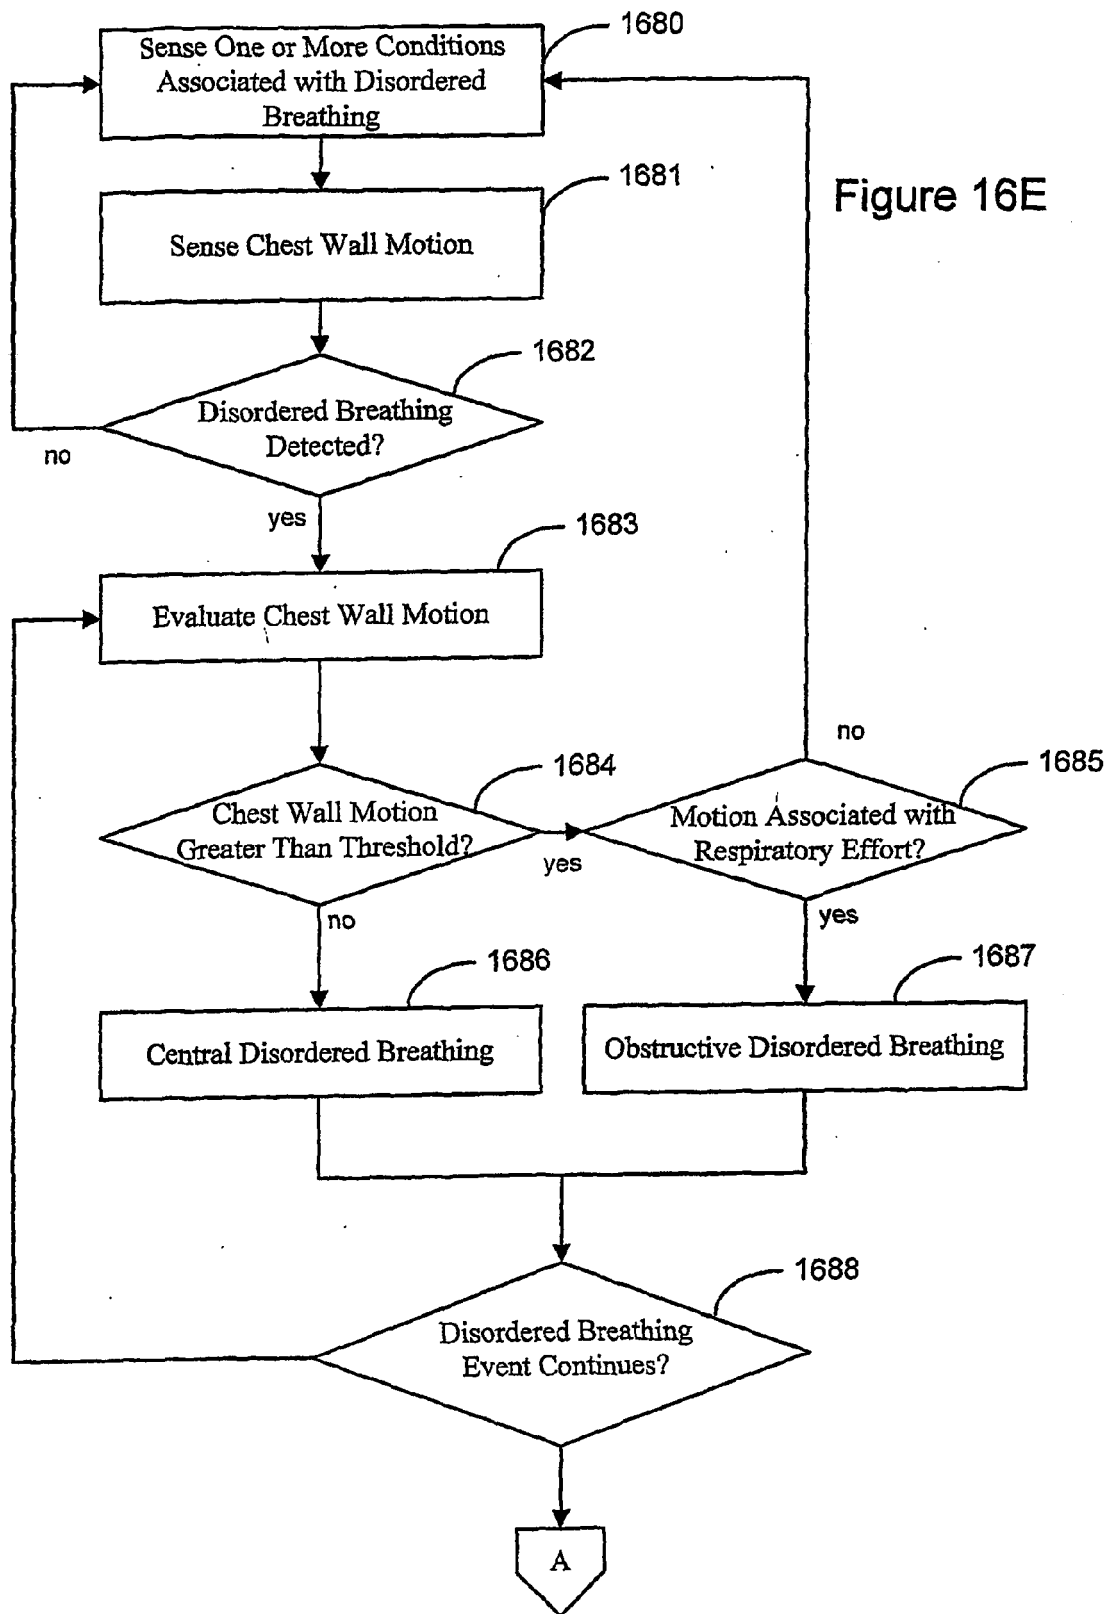 1680
Sense One or More Conditions
Associated with Disordered
Breathing
1681
Figure 16E
Sense Chest Wall Motion
1682
Disordered Breathing
Detected?
no
yes
1683
Evaluate Chest Wall Motion
no
1684
1685
Chest Wall Motion
Greater Than Threshold?
yes
Motion Associated with
Respiratory Effort?
no
yes
1686
1687
Central Disordered Breathing
Obstructive Disordered Breathing
1688
Disordered Breathing
Event Continues?
A